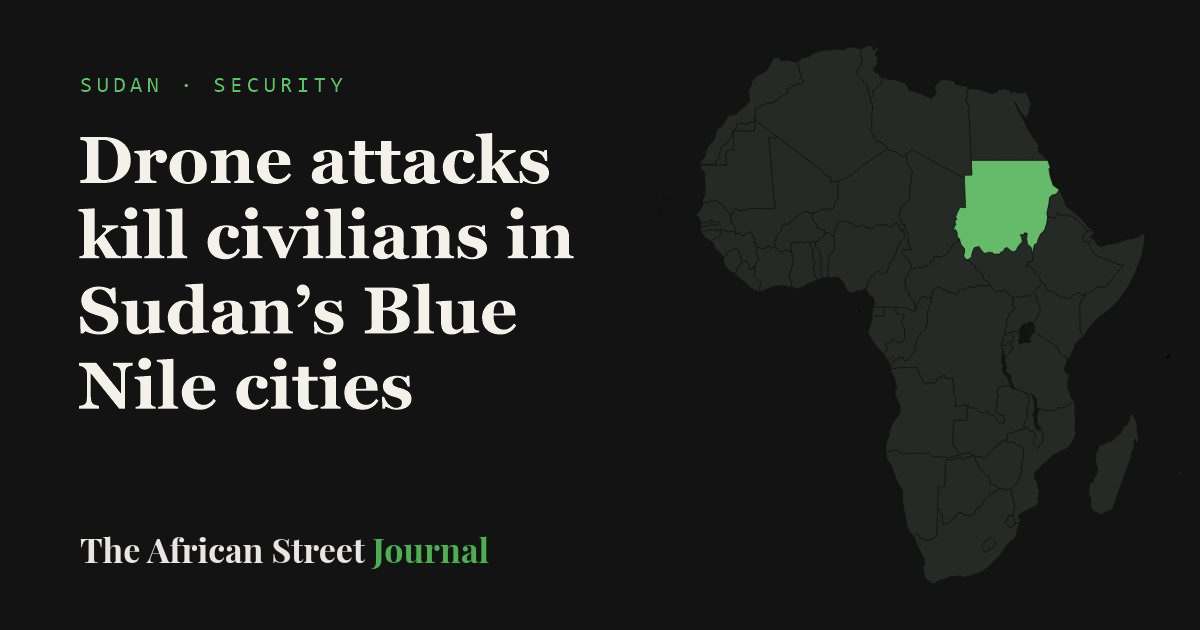 SUDAN · SECURITY
Drone attacks
kill civilians in
Sudan’s Blue
Nile cities
The African Street Journal